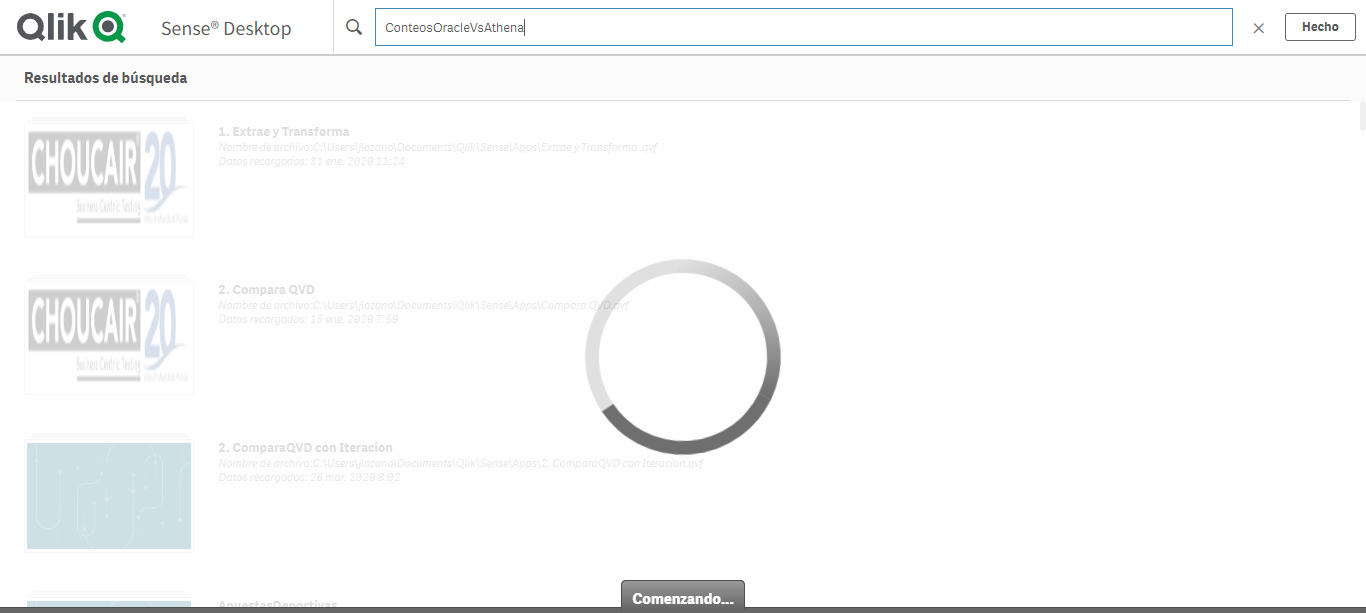 Qlik Sense® Desktop
ConteosOracleVsAthena
Hecho
Resultados de búsqueda
CHOUCAIR 20
Business Centric Testing
1. Extrae y Transforma
Nombre de archivo:C:\Users\jlozano\Documents\Qlik\Sense\Apps\Extrae y Transforma .qvf
Datos recargados: 31 ene. 2020 11:24
CHOUCAIR 20
Business Centric Testing
2. Compara QVD
Nombre de archivo:C:\Users\jlozano\Documents\Qlik\Sense\Apps\Compara QVD.qvf
Datos recargados: 15 ene. 2020 7:59
2. ComparaQVD con Iteracion
Nombre de archivo:C:\Users\jlozano\Documents\Qlik\Sense\Apps\2. ComparaQVD con Iteracion.qvf
Datos recargados: 26 mar. 2020 8:02
ApuestasDeportivas
Comenzando...